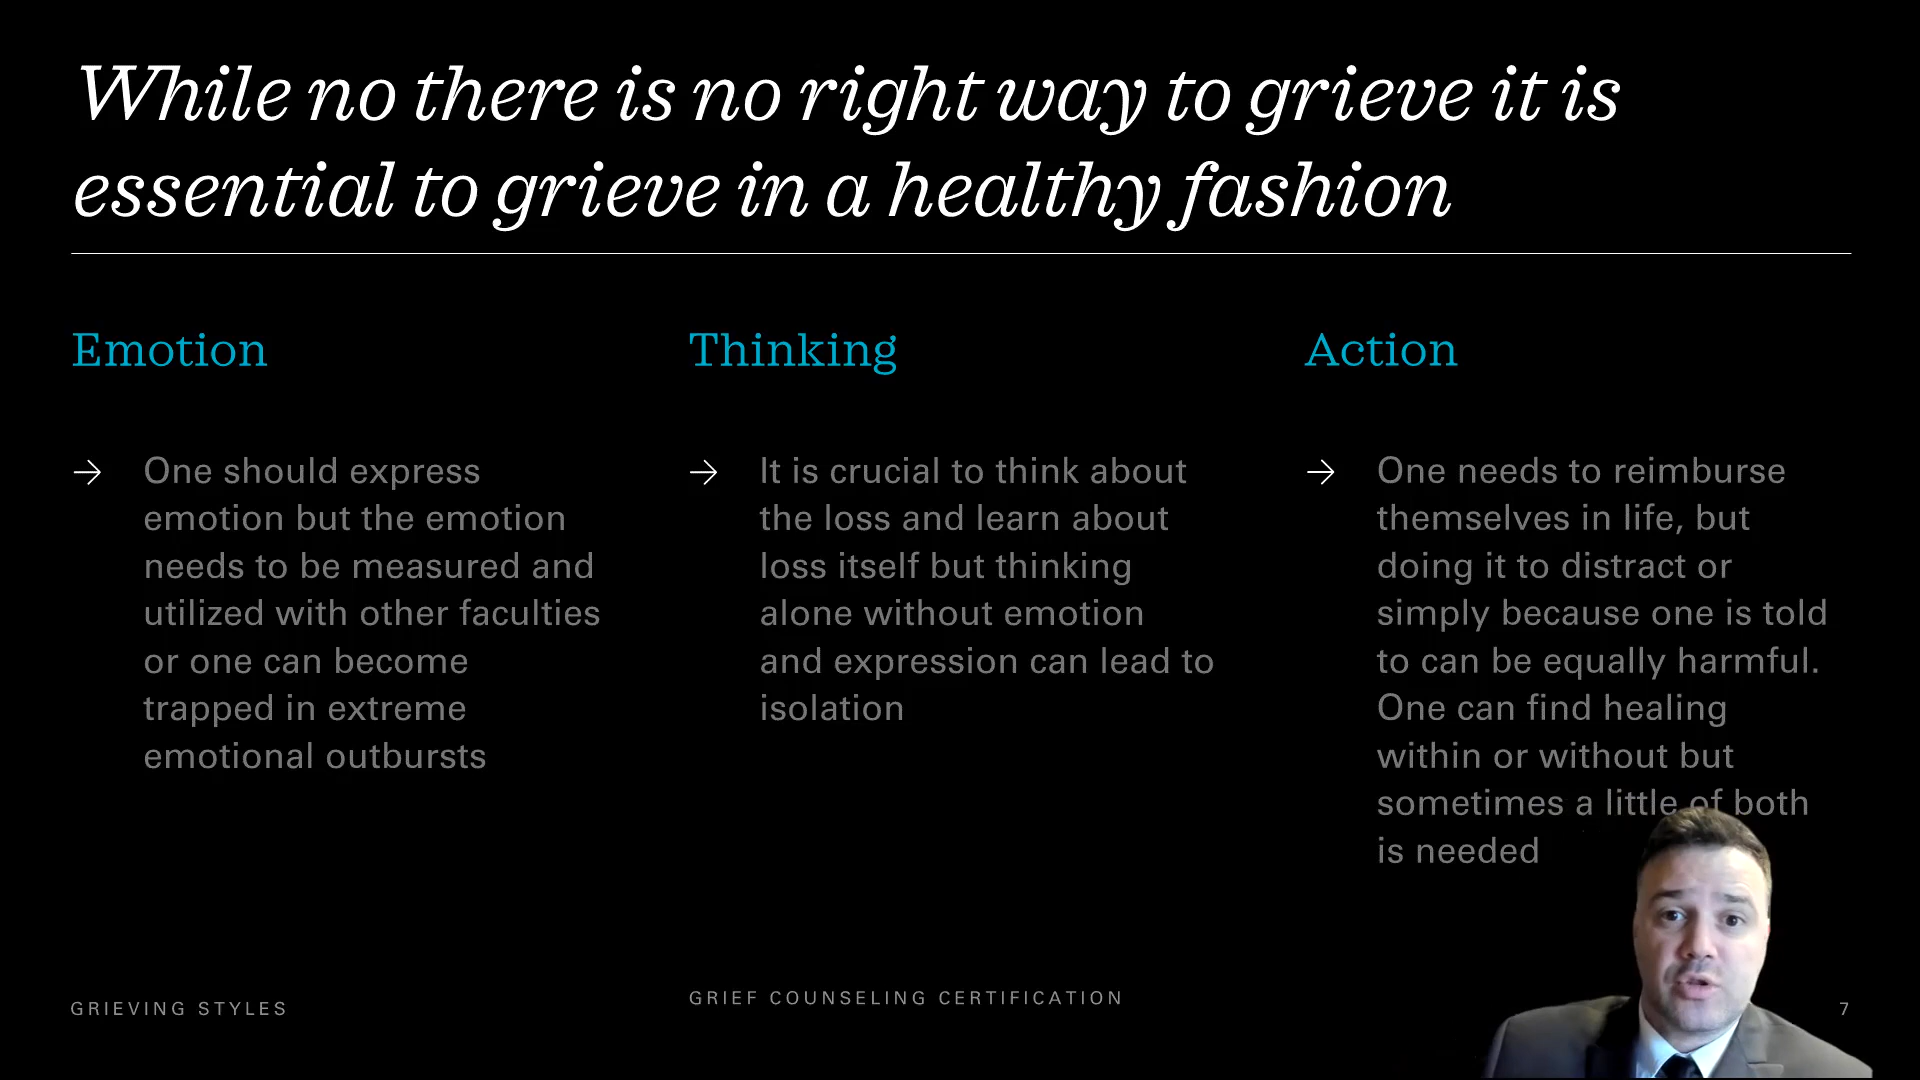 While no there is no right way to grieve it is
essential to grieve in a healthy fashion
Emotion
→ One should express
emotion but the emotion
needs to be measured and
utilized with other faculties
or one can become
trapped in extreme
emotional outbursts
Thinking
→ It is crucial to think about
the loss and learn about
loss itself but thinking
alone without emotion
and expression can lead to
isolation
Action
→ One needs to reimburse
themselves in life, but
doing it to distract or
simply because one is told
to can be equally harmful.
One can find healing
within or without but
sometimes a little of both
is needed
GRIEVING STYLES
GRIEF COUNSELING CERTIFICATION
7